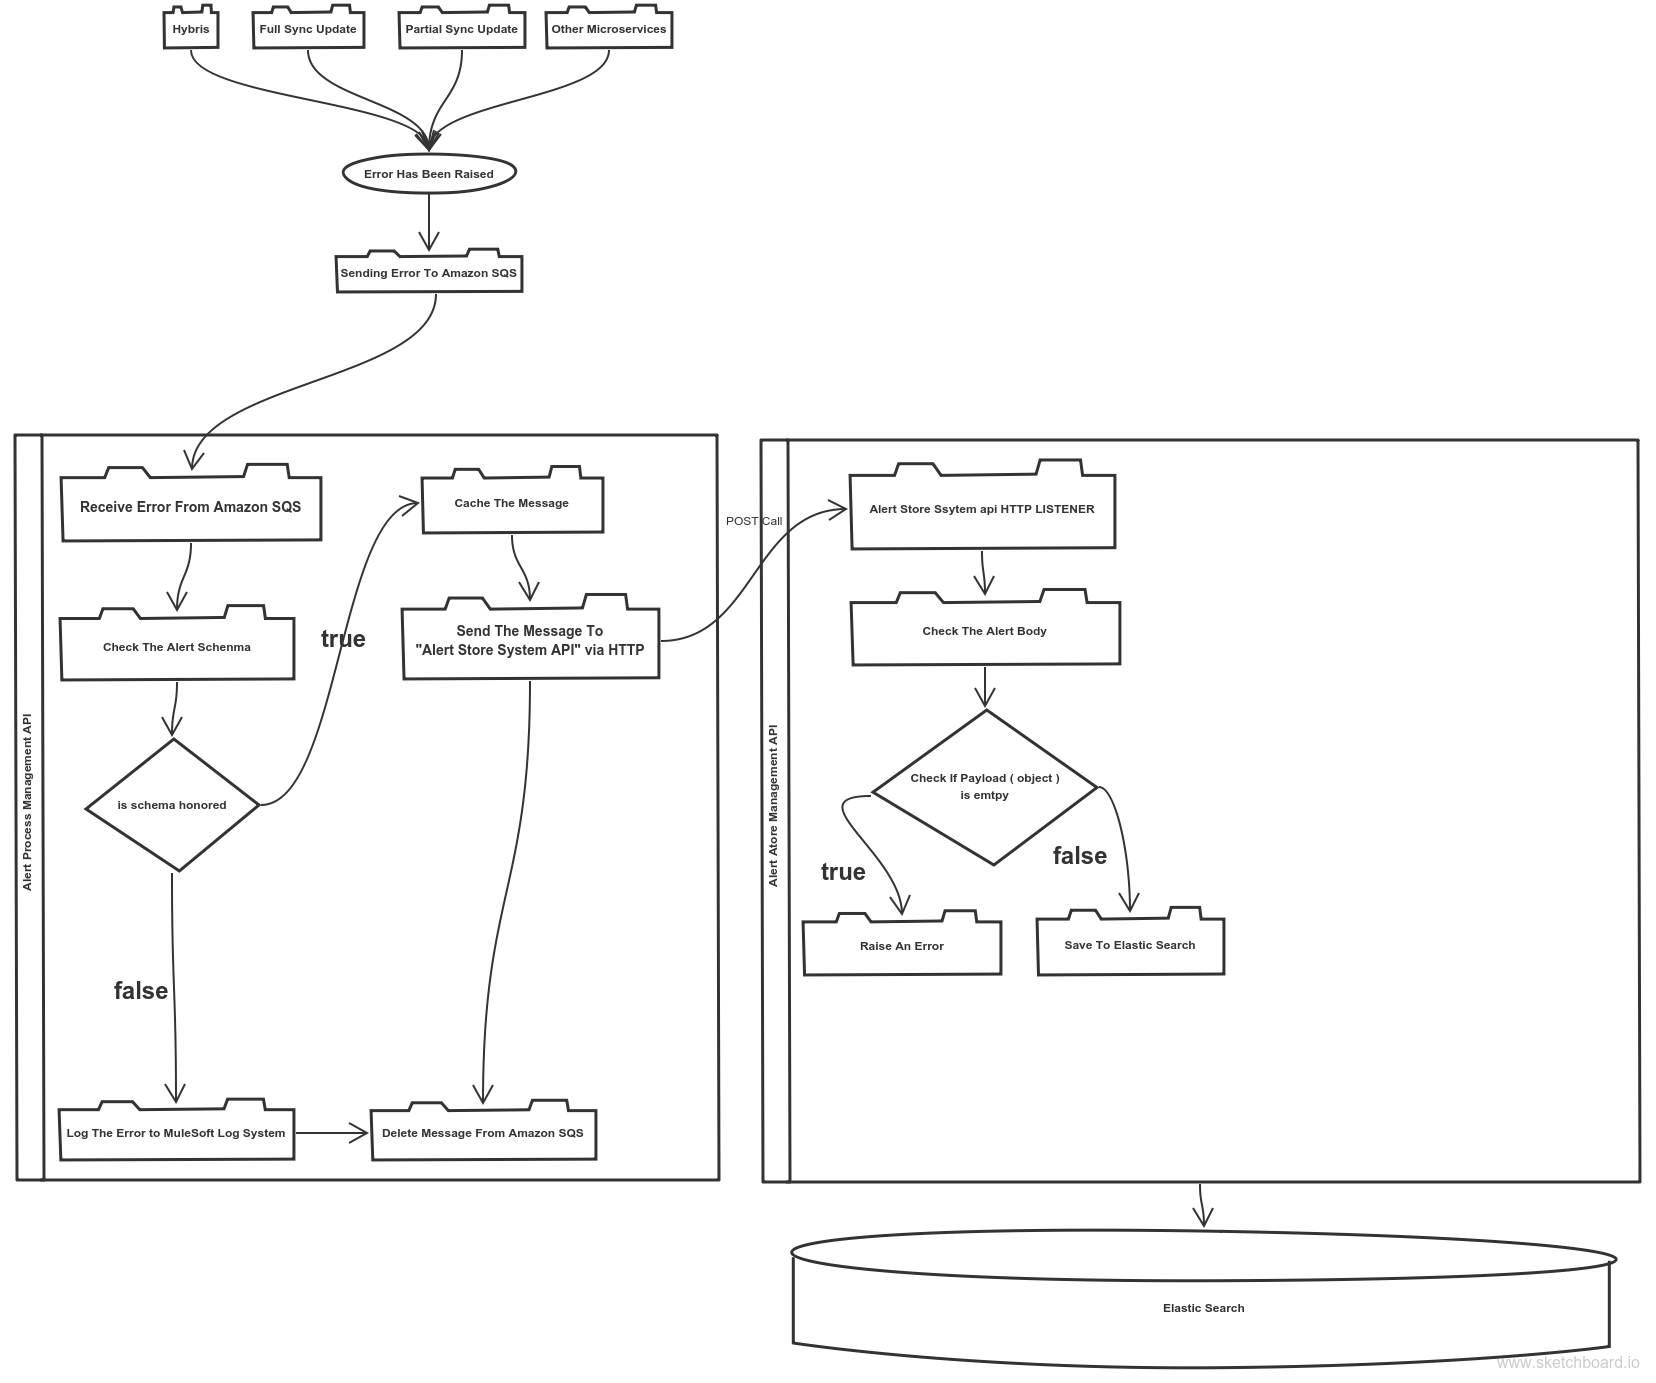 Hybris
Full Sync Update
Partial Sync Update
Other Microservices
Error Has Been Raised
Sending Error To Amazon SQS
Alert Process Management API
Receive Error From Amazon SQS
Cache The Message
Check The Alert Schenma
true
Send The Message To
"Alert Store System API" via HTTP
is schema honored
false
Log The Error to MuleSoft Log System
Delete Message From Amazon SQS
POST Call
Alert Atore Management API
Alert Store Ssytem api HTTP LISTENER
Check The Alert Body
Check If Payload ( object )
is emtpy
true
false
Raise An Error
Save To Elastic Search
Elastic Search
www.sketchboard.io